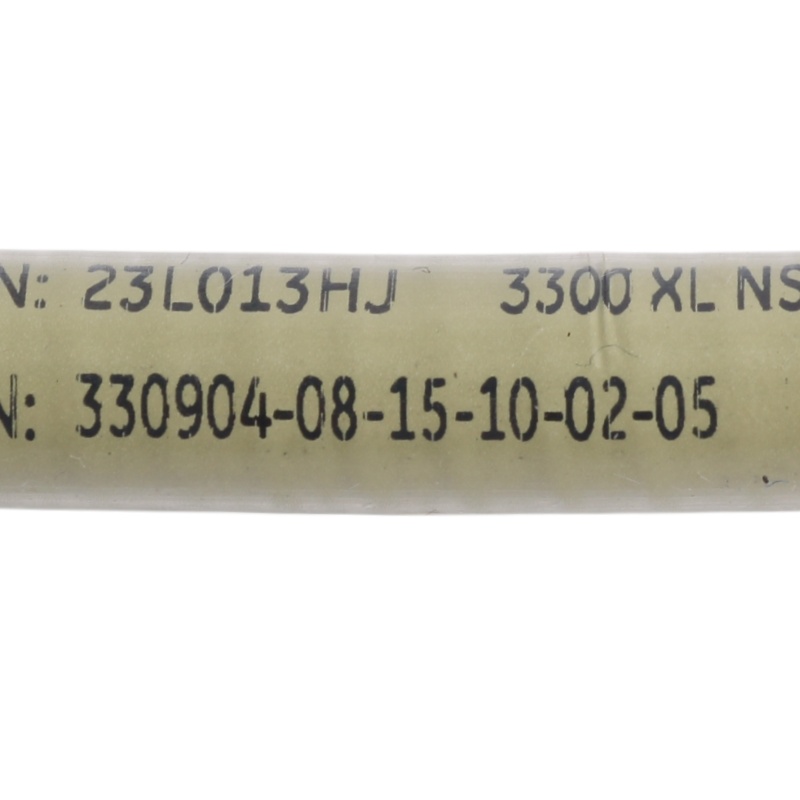 N: 23L013HJ 3300 XL NS
N: 330904-08-15-10-02-05